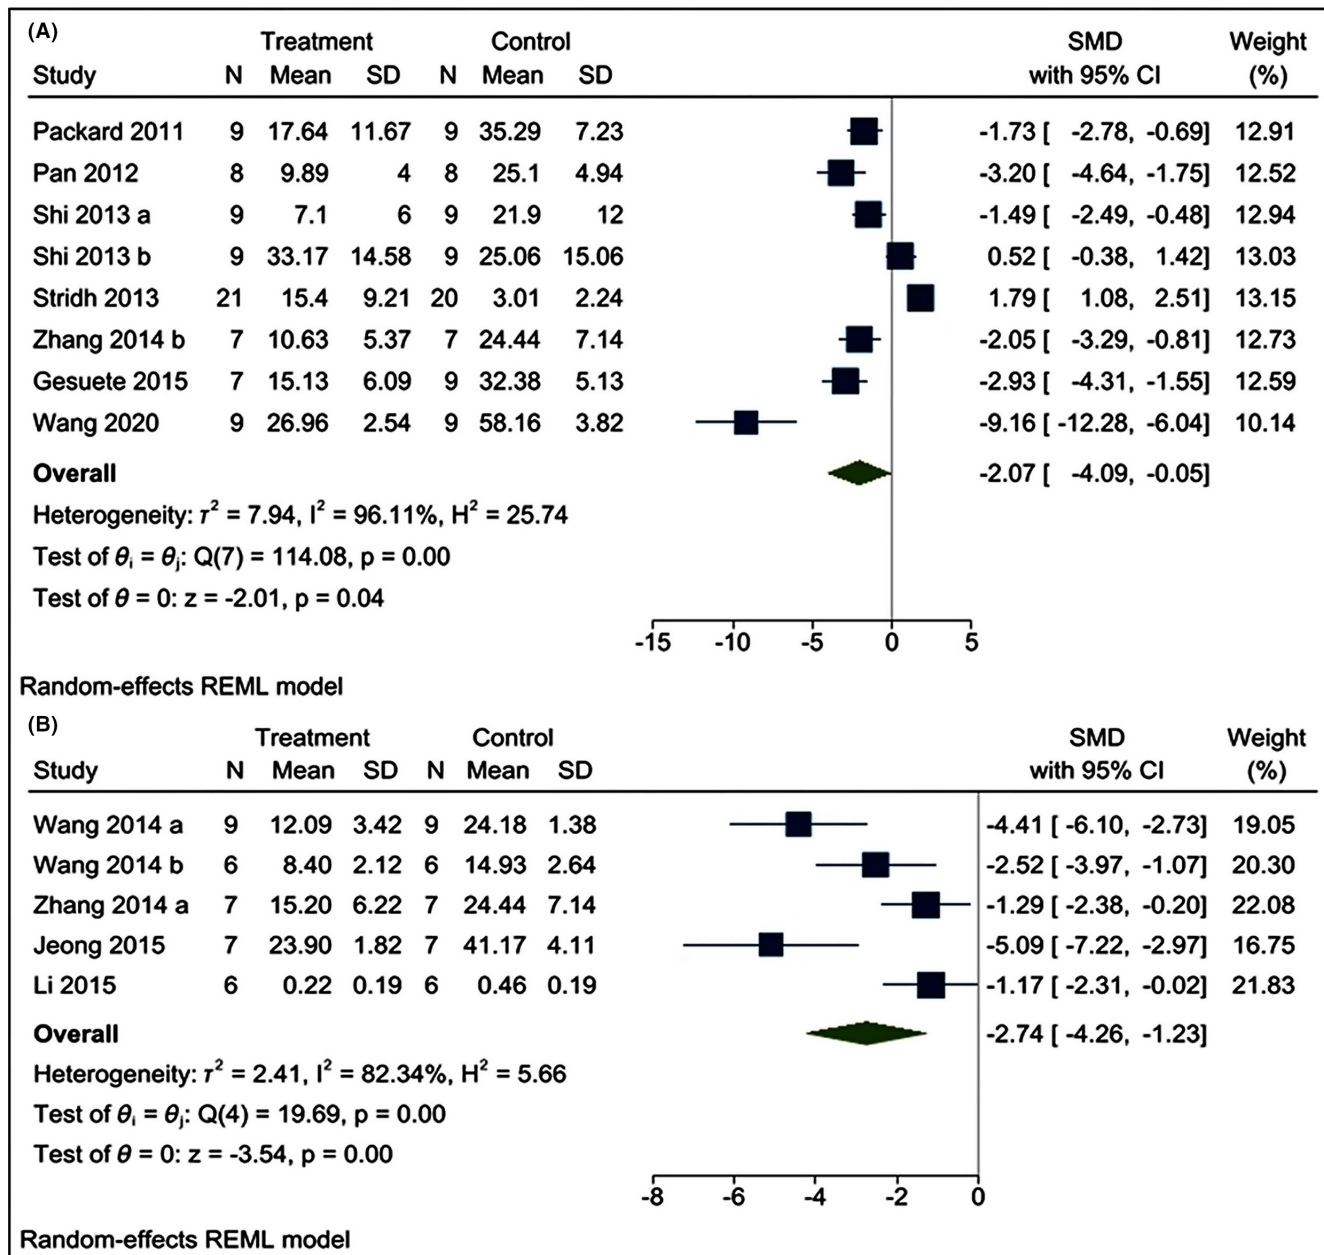 (A)
Treatment Control SMD Weight
Study N Mean SD N Mean SD with 95% CI (%)
Packard 2011 9 17.64 11.67 9 35.29 7.23 -1.73 [ -2.78, -0.69] 12.91
Pan 2012 8 9.89 4 8 25.1 4.94 -3.20 [ -4.64, -1.75] 12.52
Shi 2013 a 9 7.1 6 9 21.9 12 -1.49 [ -2.49, -0.48] 12.94
Shi 2013 b 9 33.17 14.58 9 25.06 15.06 0.52 [ -0.38, 1.42] 13.03
Stridh 2013 21 15.4 9.21 20 3.01 2.24 1.79 [ 1.08, 2.51] 13.15
Zhang 2014 b 7 10.63 5.37 7 24.44 7.14 -2.05 [ -3.29, -0.81] 12.73
Gesuete 2015 7 15.13 6.09 9 32.38 5.13 -2.93 [ -4.31, -1.55] 12.59
Wang 2020 9 26.96 2.54 9 58.16 3.82 -9.16 [ -12.28, -6.04] 10.14
Overall -2.07 [ -4.09, -0.05]
Heterogeneity: τ² = 7.94, I² = 96.11%, H² = 25.74
Test of θᵢ = θⱼ: Q(7) = 114.08, p = 0.00
Test of θ = 0: z = -2.01, p = 0.04
-15 -10 -5 0 5
Random-effects REML model
(B)
Treatment Control SMD Weight
Study N Mean SD N Mean SD with 95% CI (%)
Wang 2014 a 9 12.09 3.42 9 24.18 1.38 -4.41 [ -6.10, -2.73] 19.05
Wang 2014 b 6 8.40 2.12 6 14.93 2.64 -2.52 [ -3.97, -1.07] 20.30
Zhang 2014 a 7 15.20 6.22 7 24.44 7.14 -1.29 [ -2.38, -0.20] 22.08
Jeong 2015 7 23.90 1.82 7 41.17 4.11 -5.09 [ -7.22, -2.97] 16.75
Li 2015 6 0.22 0.19 6 0.46 0.19 -1.17 [ -2.31, -0.02] 21.83
Overall -2.74 [ -4.26, -1.23]
Heterogeneity: τ² = 2.41, I² = 82.34%, H² = 5.66
Test of θᵢ = θⱼ: Q(4) = 19.69, p = 0.00
Test of θ = 0: z = -3.54, p = 0.00
-8 -6 -4 -2 0
Random-effects REML model